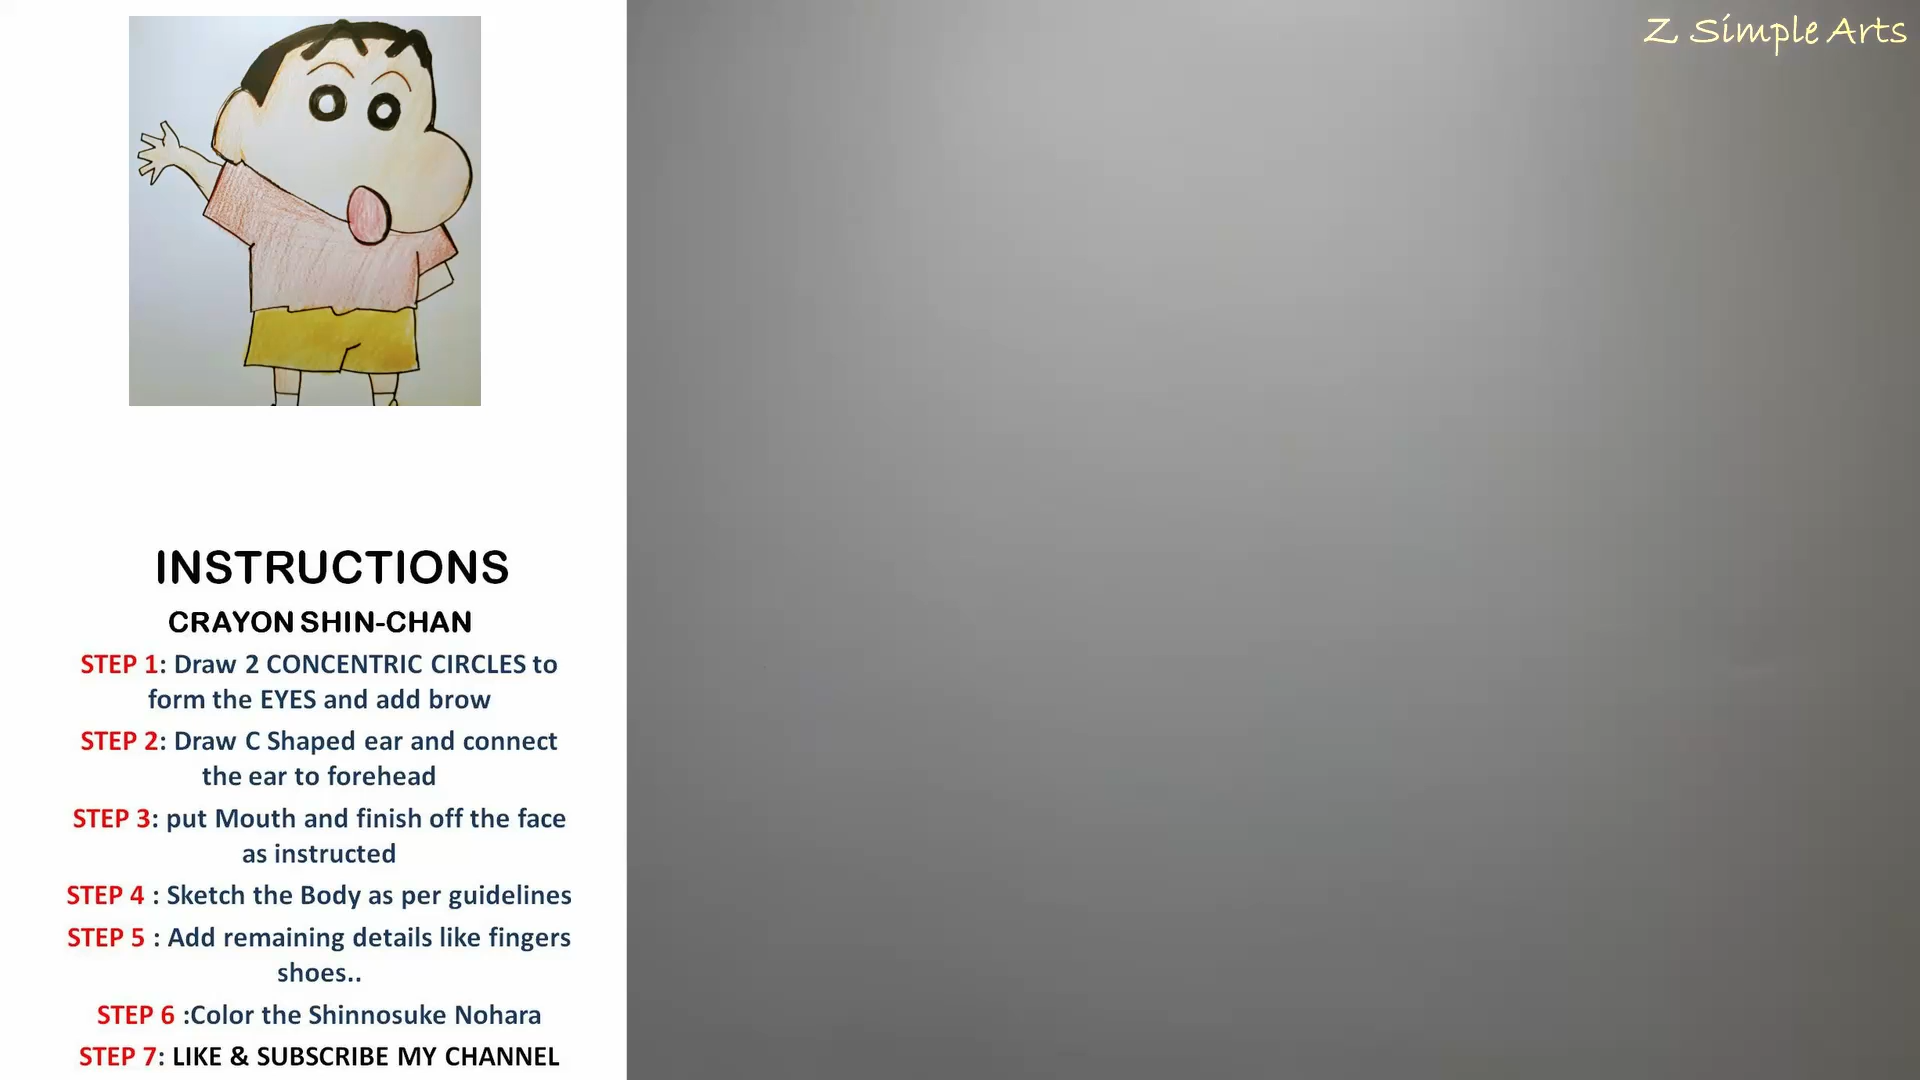 Z Simple Arts
INSTRUCTIONS
CRAYON SHIN-CHAN
STEP 1: Draw 2 CONCENTRIC CIRCLES to
form the EYES and add brow
STEP 2: Draw C Shaped ear and connect
the ear to forehead
STEP 3: put Mouth and finish off the face
as instructed
STEP 4 : Sketch the Body as per guidelines
STEP 5 : Add remaining details like fingers
shoes..
STEP 6 :Color the Shinnosuke Nohara
STEP 7: LIKE & SUBSCRIBE MY CHANNEL